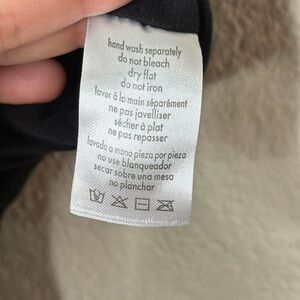 hand wash separately
do not bleach
dry flat
do not iron
laver à la main séparément
ne pas javelliser
sécher à plat
ne pas repasser
lavado a mano pieza por pieza
no use blanqueador
secar sobre una mesa
no planchar